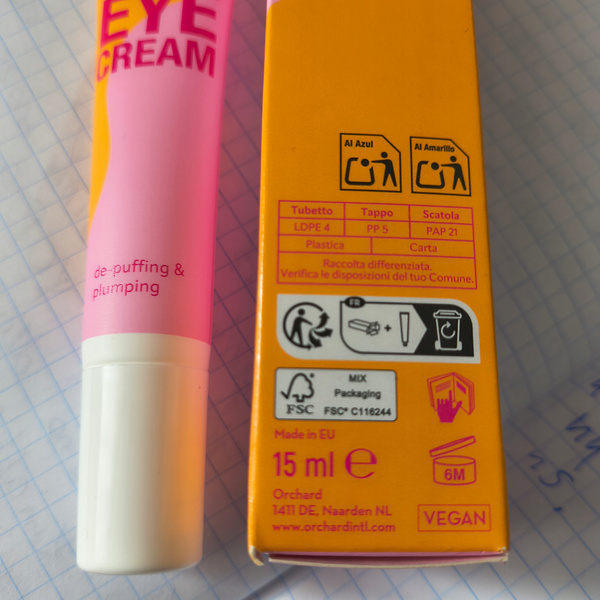 EYE
CREAM
de-puffing &
plumping
Al Azul
Al Amarillo
Tubetto Tappo Scatola
LDPE 4 PP 5 PAP 21
Plastica Carta
Raccolta differenziata.
Verifica le disposizioni del tuo Comune.
FR
+
FSC
MIX
Packaging
FSC® C116244
Made in EU
15 ml ℮
6M
Orchard
1411 DE, Naarden NL
www.orchardintl.com
VEGAN